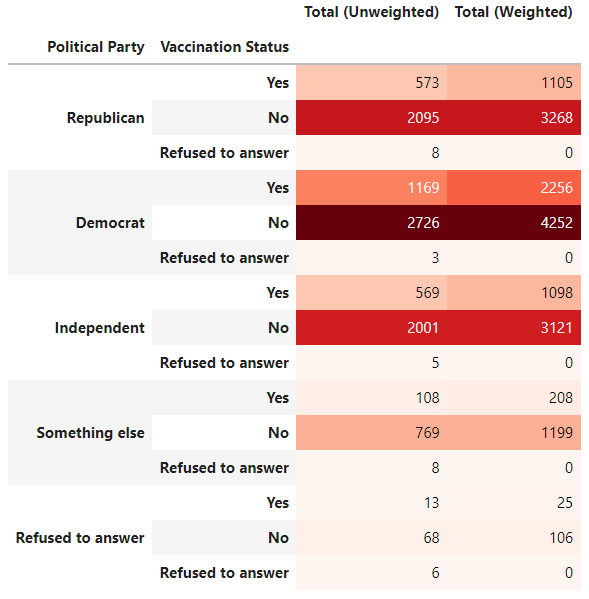 Total (Unweighted) Total (Weighted)
Political Party Vaccination Status
Yes 573 1105
Republican No 2095 3268
Refused to answer 8 0
Yes 1169 2256
Democrat No 2726 4252
Refused to answer 3 0
Yes 569 1098
Independent No 2001 3121
Refused to answer 5 0
Yes 108 208
Something else No 769 1199
Refused to answer 8 0
Yes 13 25
Refused to answer No 68 106
Refused to answer 6 0